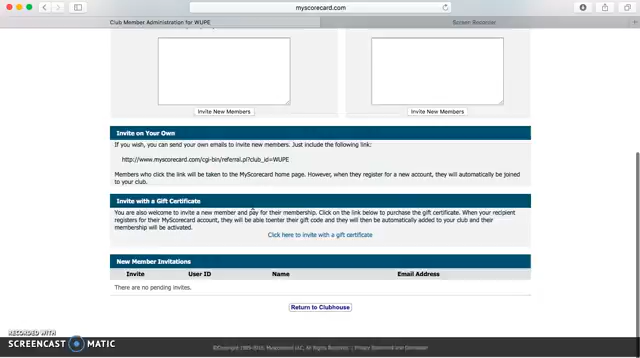 myscorecard.com
Club Member Administration for WUPE
Screen Recorder
Invite New Members
Invite New Members
Invite on Your Own
If you wish, you can send your own emails to invite new members. Just include the following link:
http://www.myscorecard.com/cgi-bin/referral.pl?club_id=WUPE
Members who click the link will be taken to the MyScorecard home page. However, when they register for a new account, they will automatically be joined
to your club.
Invite with a Gift Certificate
You are also welcome to invite a new member and pay for their membership. Click on the link below to purchase the gift certificate. When your recipient
registers for their MyScorecard account, they will be able toenter their gift code and they will then be automatically added to your club and their
membership will be activated.
Click here to invite with a gift certificate
New Member Invitations
Invite User ID Name Email Address
There are no pending invites.
Return to Clubhouse
RECORDED WITH
SCREENCAST MATIC
MyScorecard, LLC, All Rights Reserved. | Privacy Statement and